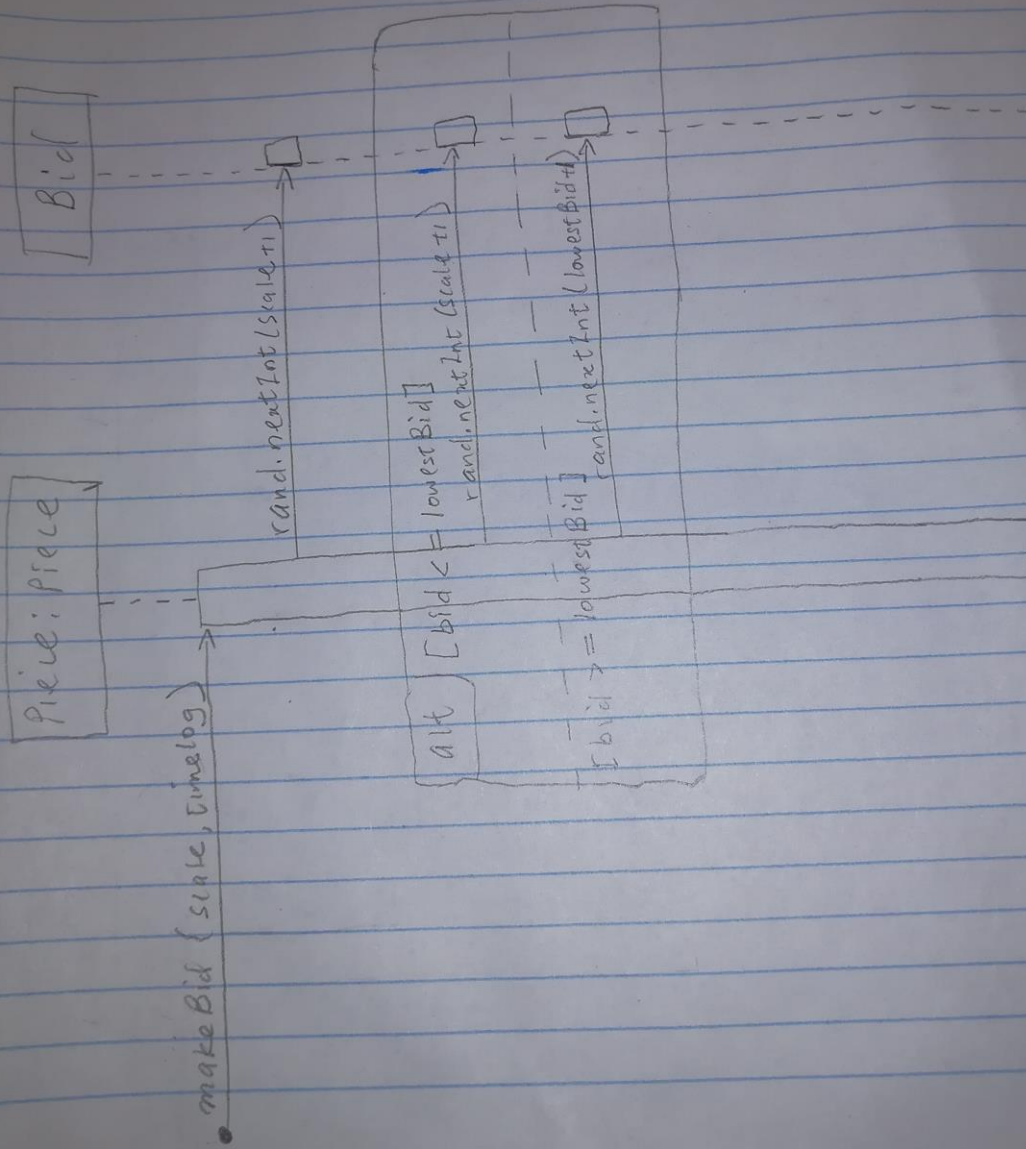 Piece: Piece
Bid
makeBid (scale, timelog)
rand.nextInt(scale+1)
alt
[bid <= lowestBid]
rand.nextInt(scale+1)
[bid >= lowestBid]
rand.nextInt(lowestBid+1)